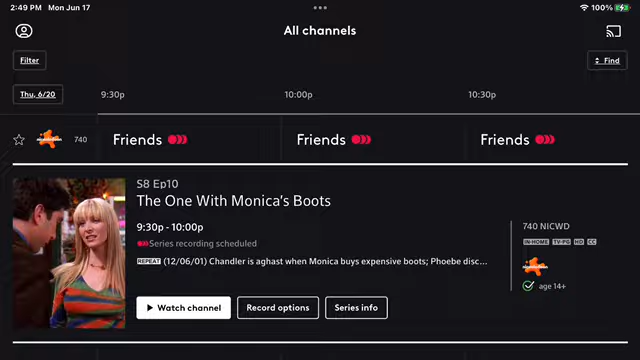 2:49 PM Mon Jun 17
100%
All channels
Filter
Find
Thu, 6/20
9:30p
10:00p
10:30p
nickelodeon
740
Friends
Friends
Friends
S8 Ep10
The One With Monica's Boots
9:30p - 10:00p
Series recording scheduled
REPEAT (12/06/01) Chandler is aghast when Monica buys expensive boots; Phoebe disc...
740 NICWD
IN-HOME TV-PG HD CC
nickelodeon
age 14+
Watch channel
Record options
Series info